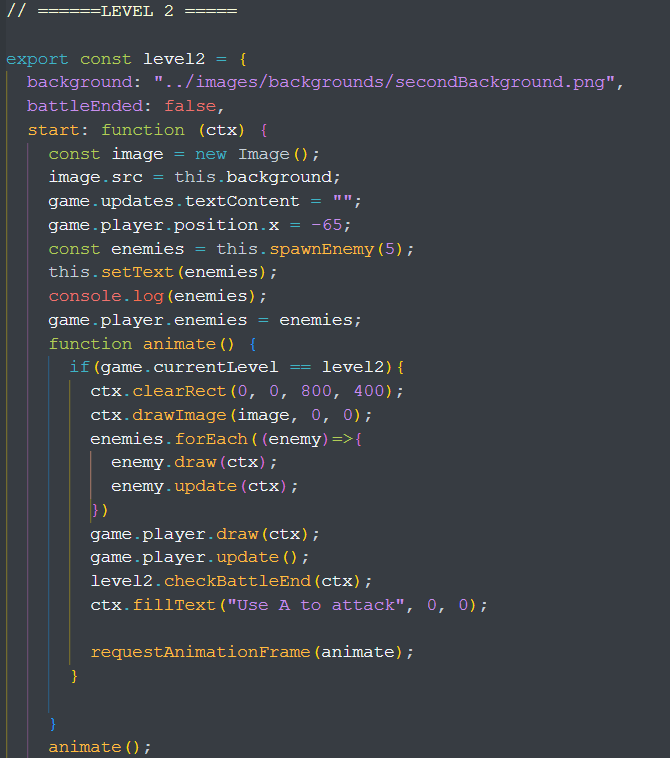 // ======LEVEL 2 =====
export const level2 = {
  background: "../images/backgrounds/secondBackground.png",
  battleEnded: false,
  start: function (ctx) {
    const image = new Image();
    image.src = this.background;
    game.updates.textContent = "";
    game.player.position.x = -65;
    const enemies = this.spawnEnemy(5);
    this.setText(enemies);
    console.log(enemies);
    game.player.enemies = enemies;
    function animate() {
      if(game.currentLevel == level2){
        ctx.clearRect(0, 0, 800, 400);
        ctx.drawImage(image, 0, 0);
        enemies.forEach((enemy)=>{
          enemy.draw(ctx);
          enemy.update(ctx);
        })
        game.player.draw(ctx);
        game.player.update();
        level2.checkBattleEnd(ctx);
        ctx.fillText("Use A to attack", 0, 0);
        requestAnimationFrame(animate);
      }
    }
    animate();